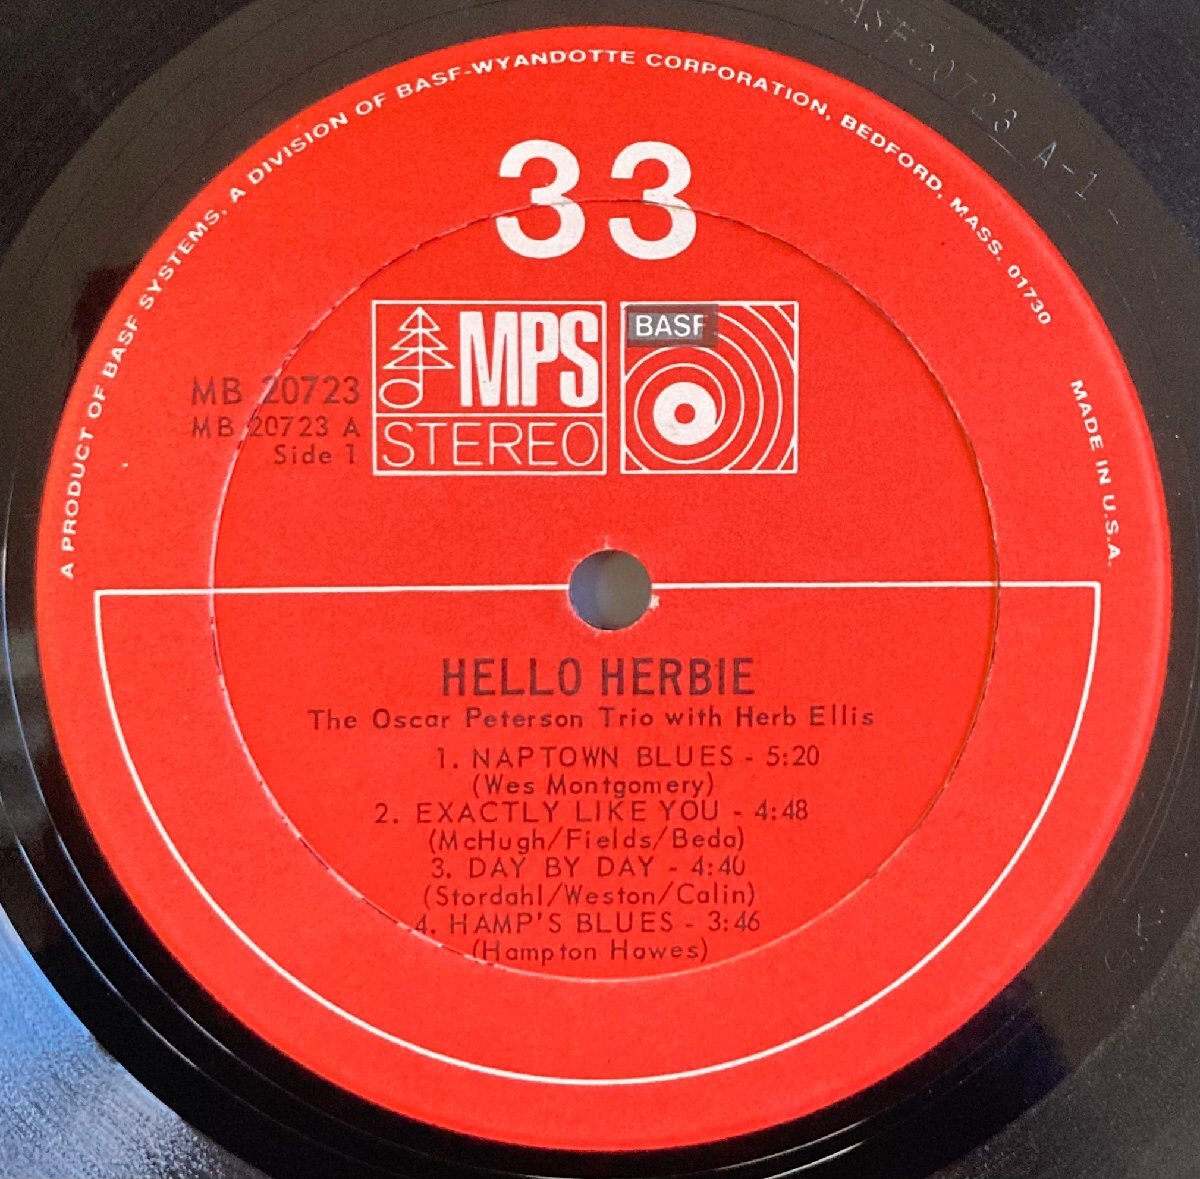 A PRODUCT OF BASF SYSTEMS, A DIVISION OF BASF-WYANDOTTE CORPORATION, BEDFORD, MASS. 01730
MADE IN U.S.A.
BASF 20723 A-1
33
MPS
STEREO
BASF
MB 20723
MB 20723 A
Side 1
HELLO HERBIE
The Oscar Peterson Trio with Herb Ellis
1. NAPTOWN BLUES - 5:20
(Wes Montgomery)
2. EXACTLY LIKE YOU - 4:48
(McHugh/Fields/Beda)
3. DAY BY DAY - 4:40
(Stordahl/Weston/Calin)
4. HAMP'S BLUES - 3:46
(Hampton Hawes)